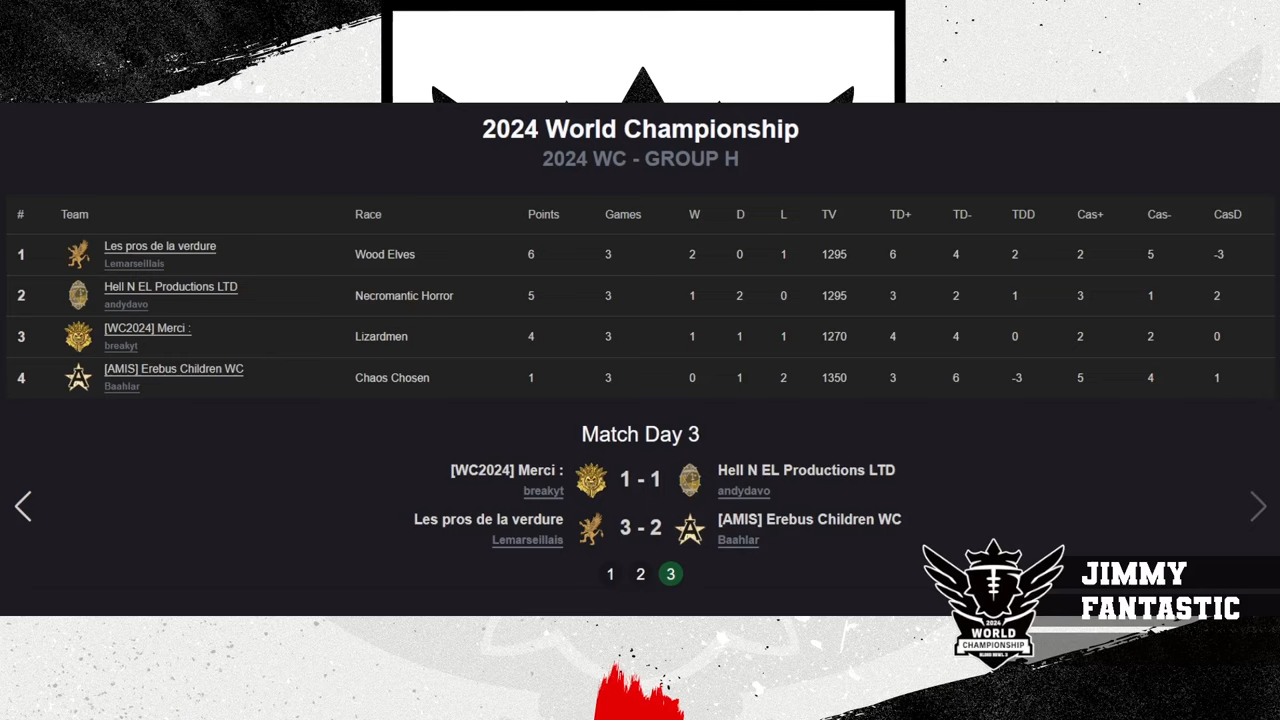 2024 World Championship
2024 WC - GROUP H
# Team Race Points Games W D L TV TD+ TD- TDD Cas+ Cas- CasD
1 Les pros de la verdure Wood Elves 6 3 2 0 1 1295 6 4 2 2 5 -3
Lemarseillais
2 Hell N EL Productions LTD Necromantic Horror 5 3 1 2 0 1295 3 2 1 3 1 2
andydavo
3 [WC2024] Merci : Lizardmen 4 3 1 1 1 1270 4 4 0 2 2 0
breakyt
4 [AMIS] Erebus Children WC Chaos Chosen 1 3 0 1 2 1350 3 6 -3 5 4 1
Baahlar
Match Day 3
[WC2024] Merci : 1 - 1 Hell N EL Productions LTD
breakyt andydavo
Les pros de la verdure 3 - 2 [AMIS] Erebus Children WC
Lemarseillais Baahlar
1 2 3
JIMMY
FANTASTIC
2024
WORLD
CHAMPIONSHIP
BLOOD BOWL 3